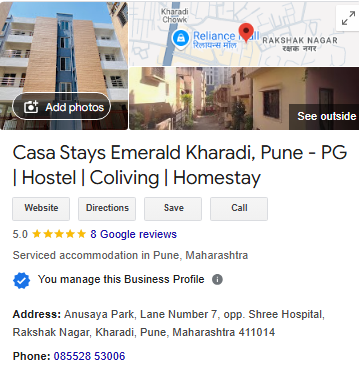 Kharadi
Chowk
Reliance
रिलायन्स मॉल
RAKSHAK NAGAR
रक्षक नगर
Add photos
See outside
Casa Stays Emerald Kharadi, Pune - PG
| Hostel | Coliving | Homestay
Website Directions Save Call
5.0 8 Google reviews
Serviced accommodation in Pune, Maharashtra
You manage this Business Profile
Address: Anusaya Park, Lane Number 7, opp. Shree Hospital,
Rakshak Nagar, Kharadi, Pune, Maharashtra 411014
Phone: 085528 53006